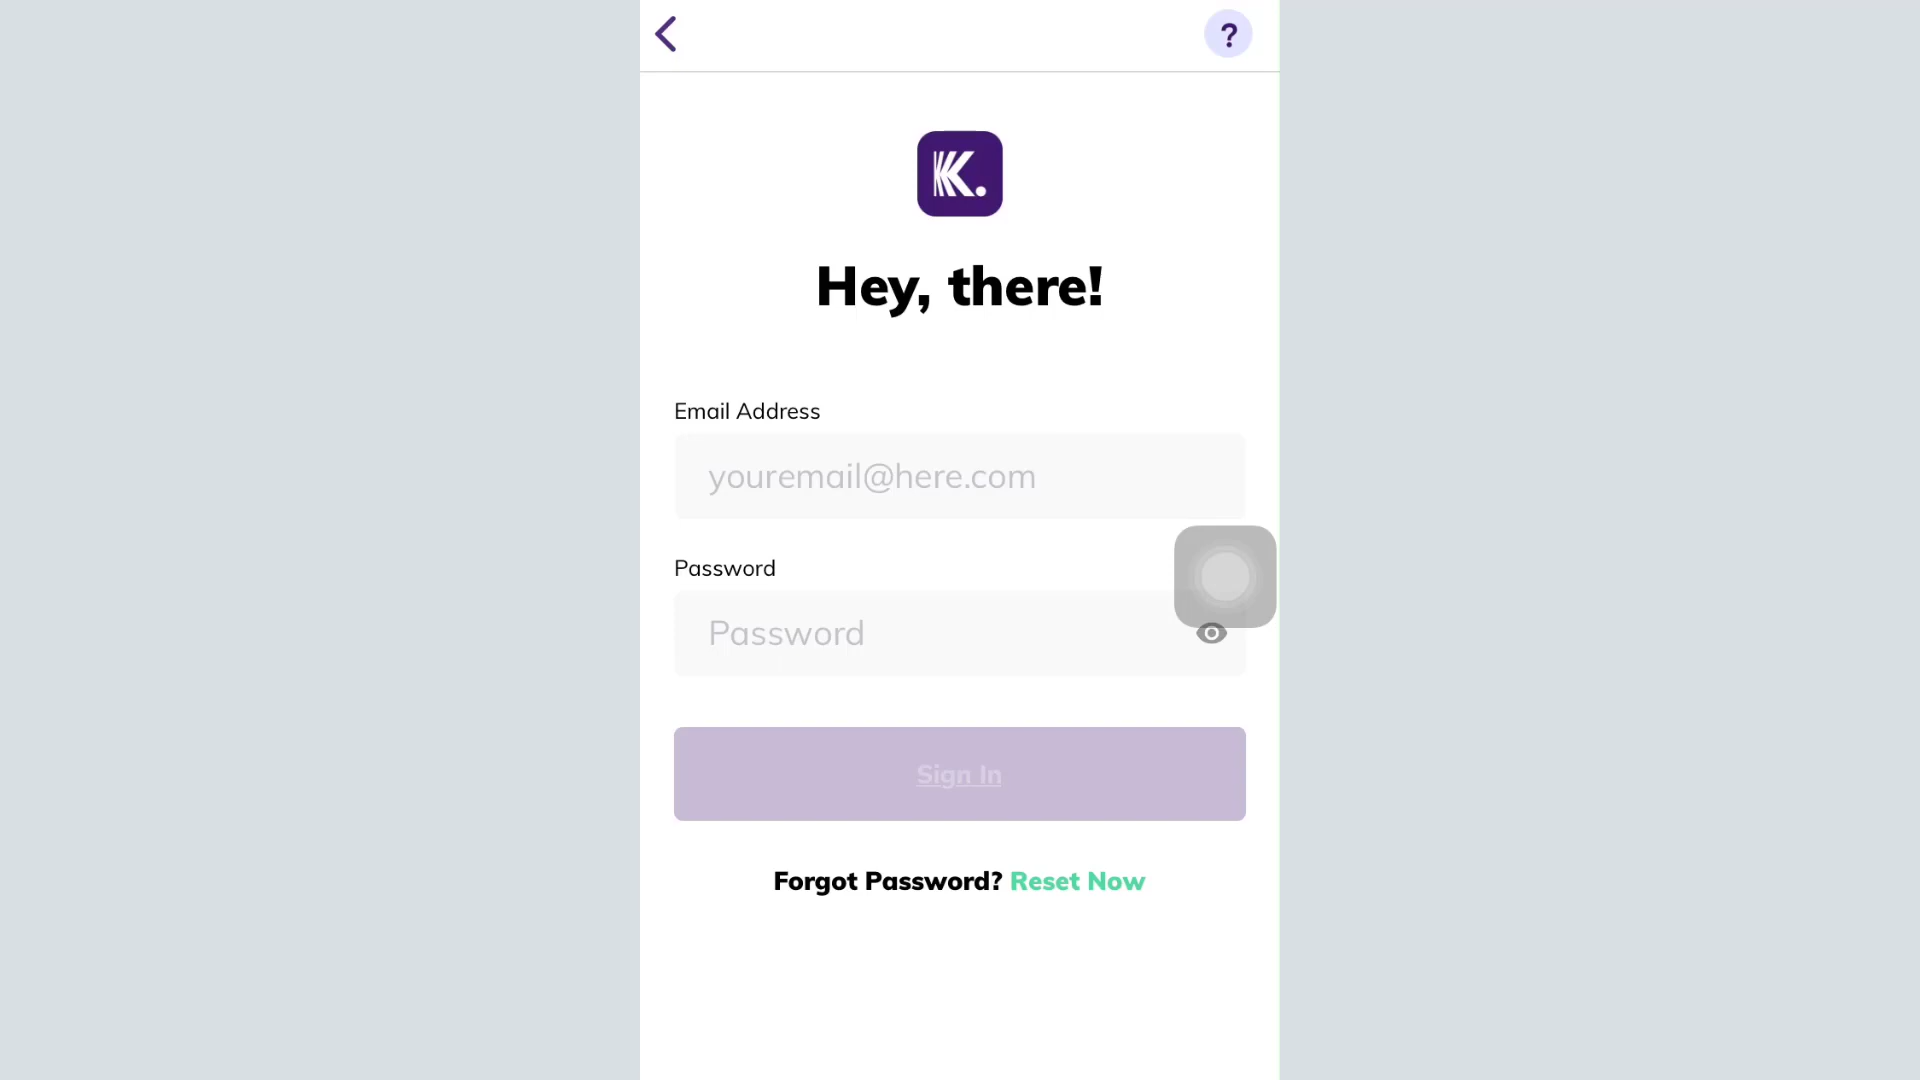 ?
K.
Hey, there!
Email Address
youremail@here.com
Password
Password
Sign In
Forgot Password? Reset Now